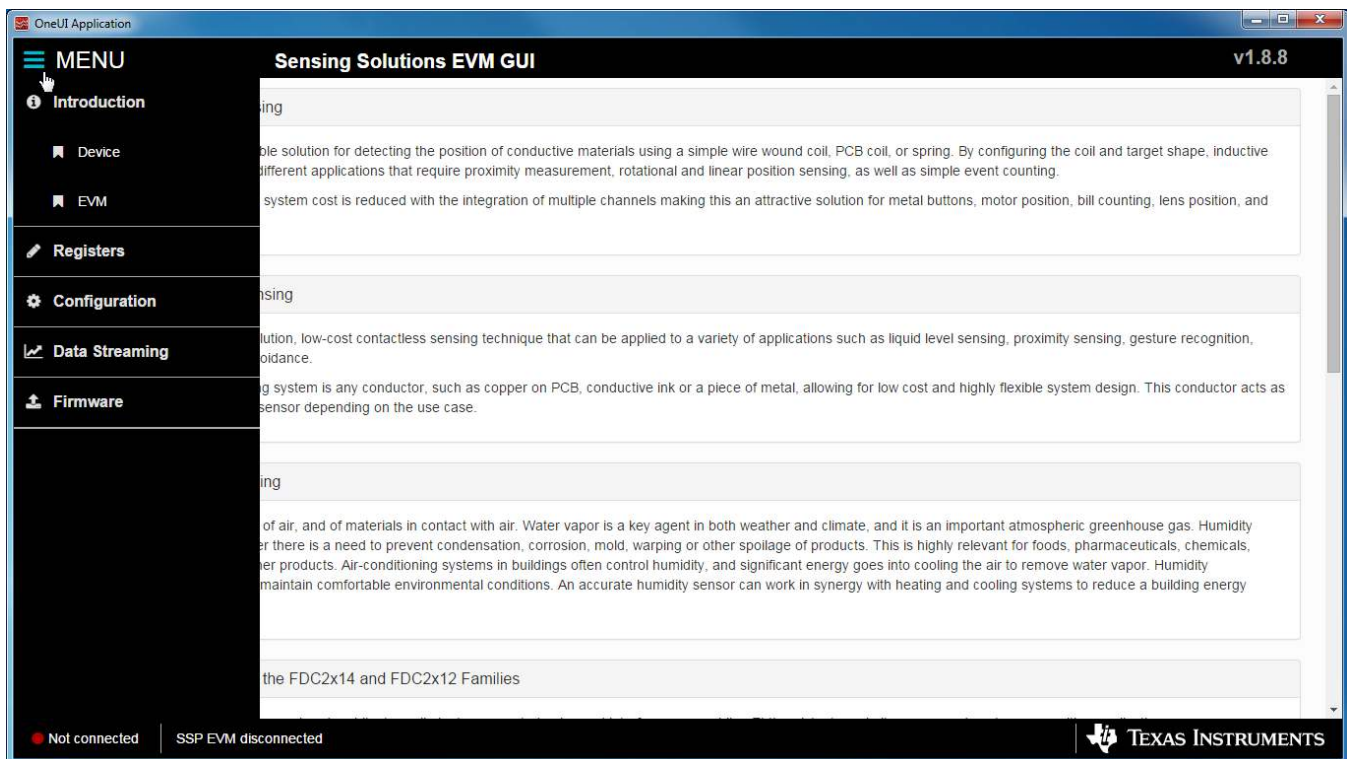 OneUI Application
MENU
Sensing Solutions EVM GUI
v1.8.8
Introduction
Device
EVM
Registers
Configuration
Data Streaming
Firmware
sing
ble solution for detecting the position of conductive materials using a simple wire wound coil, PCB coil, or spring. By configuring the coil and target shape, inductive
different applications that require proximity measurement, rotational and linear position sensing, as well as simple event counting.
system cost is reduced with the integration of multiple channels making this an attractive solution for metal buttons, motor position, bill counting, lens position, and
nsing
lution, low-cost contactless sensing technique that can be applied to a variety of applications such as liquid level sensing, proximity sensing, gesture recognition,
oidance.
g system is any conductor, such as copper on PCB, conductive ink or a piece of metal, allowing for low cost and highly flexible system design. This conductor acts as
sensor depending on the use case.
ing
of air, and of materials in contact with air. Water vapor is a key agent in both weather and climate, and it is an important atmospheric greenhouse gas. Humidity
er there is a need to prevent condensation, corrosion, mold, warping or other spoilage of products. This is highly relevant for foods, pharmaceuticals, chemicals,
her products. Air-conditioning systems in buildings often control humidity, and significant energy goes into cooling the air to remove water vapor. Humidity
maintain comfortable environmental conditions. An accurate humidity sensor can work in synergy with heating and cooling systems to reduce a building energy
the FDC2x14 and FDC2x12 Families
Not connected
SSP EVM disconnected
TEXAS INSTRUMENTS